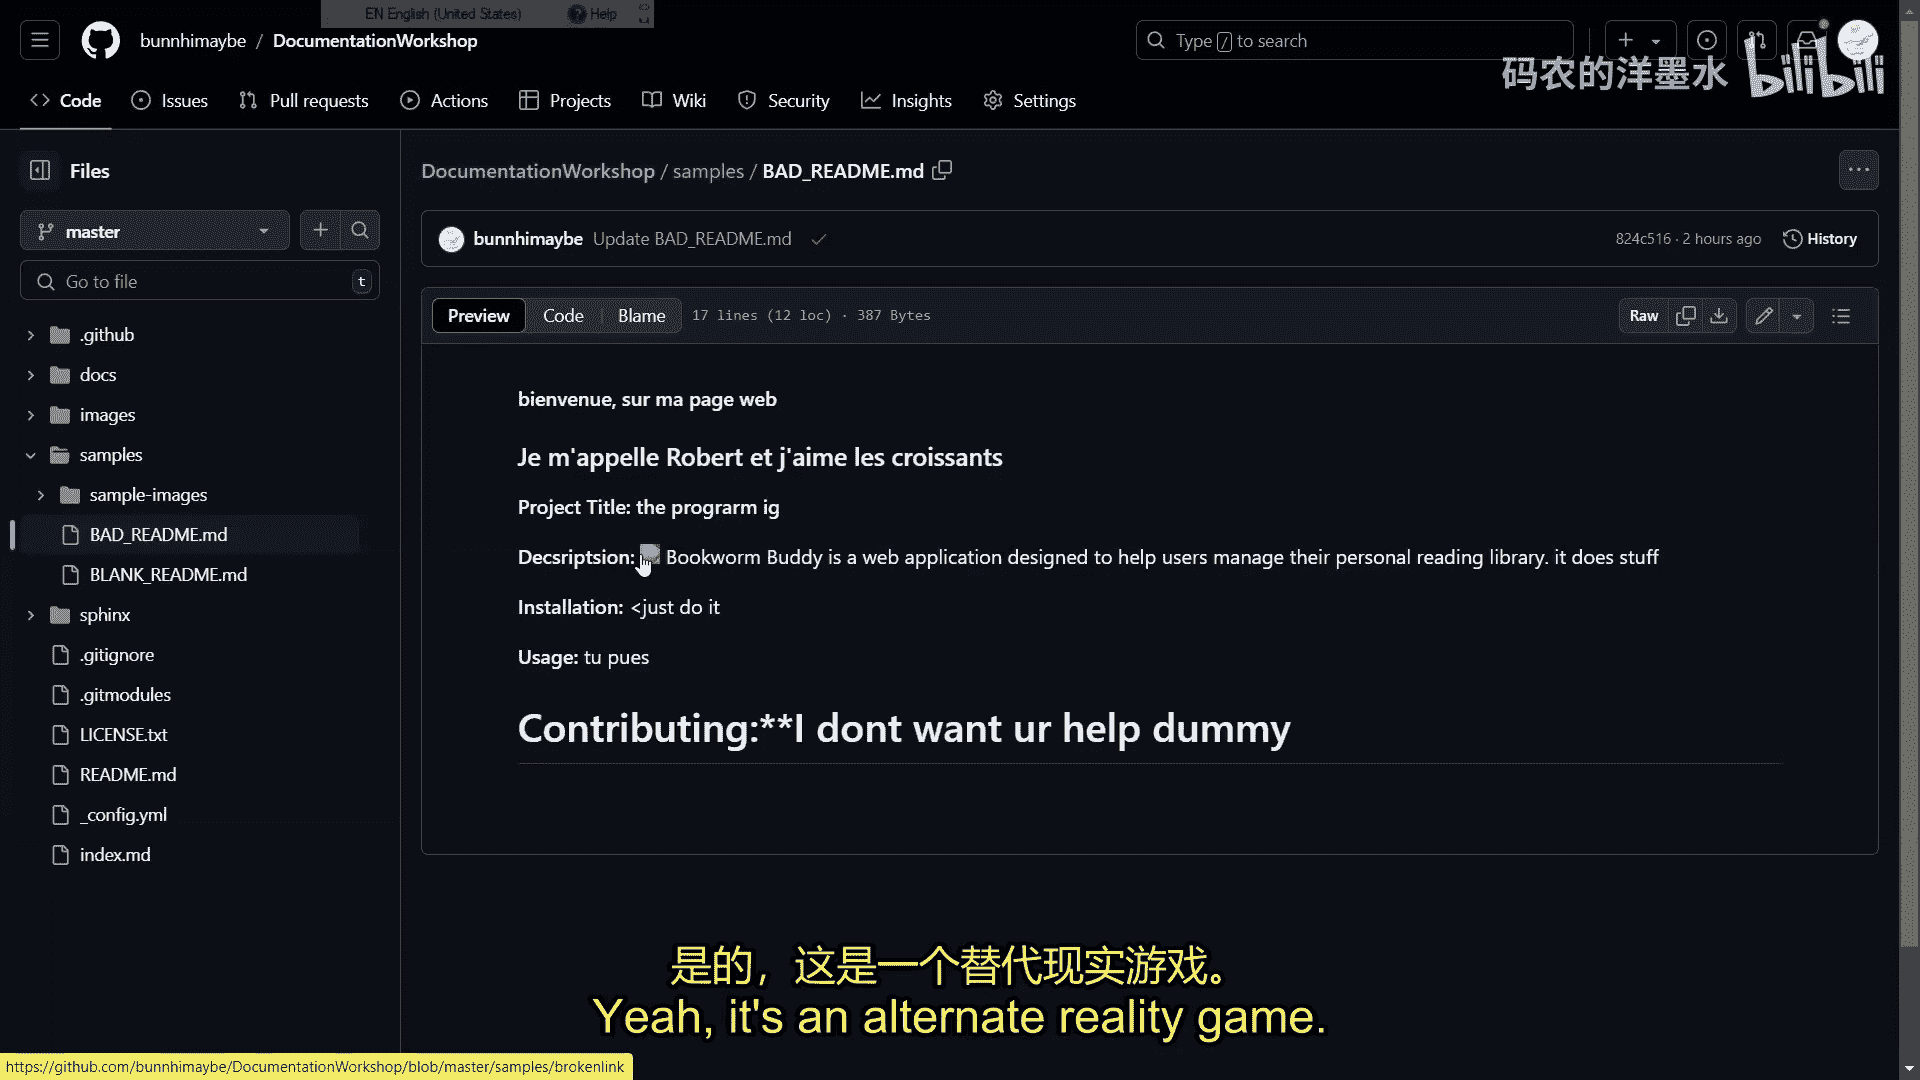 EN English (United States) Help
bunnhimaybe / DocumentationWorkshop
Type / to search
码农的洋墨水 bilibili
Code Issues Pull requests Actions Projects Wiki Security Insights Settings
Files
DocumentationWorkshop / samples / BAD_README.md
master
bunnhimaybe Update BAD_README.md
824c516 · 2 hours ago History
Go to file t
Preview Code Blame 17 lines (12 loc) · 387 Bytes Raw
.github
docs
images
samples
sample-images
BAD_README.md
BLANK_README.md
sphinx
.gitignore
.gitmodules
LICENSE.txt
README.md
_config.yml
index.md
bienvenue, sur ma page web
Je m'appelle Robert et j'aime les croissants
Project Title: the prograrm ig
Decsriptsion: Bookworm Buddy is a web application designed to help users manage their personal reading library. it does stuff
Installation: <just do it
Usage: tu pues
Contributing:**I dont want ur help dummy
是的，这是一个替代现实游戏。
Yeah, it's an alternate reality game.
https://github.com/bunnhimaybe/DocumentationWorkshop/blob/master/samples/brokenlink